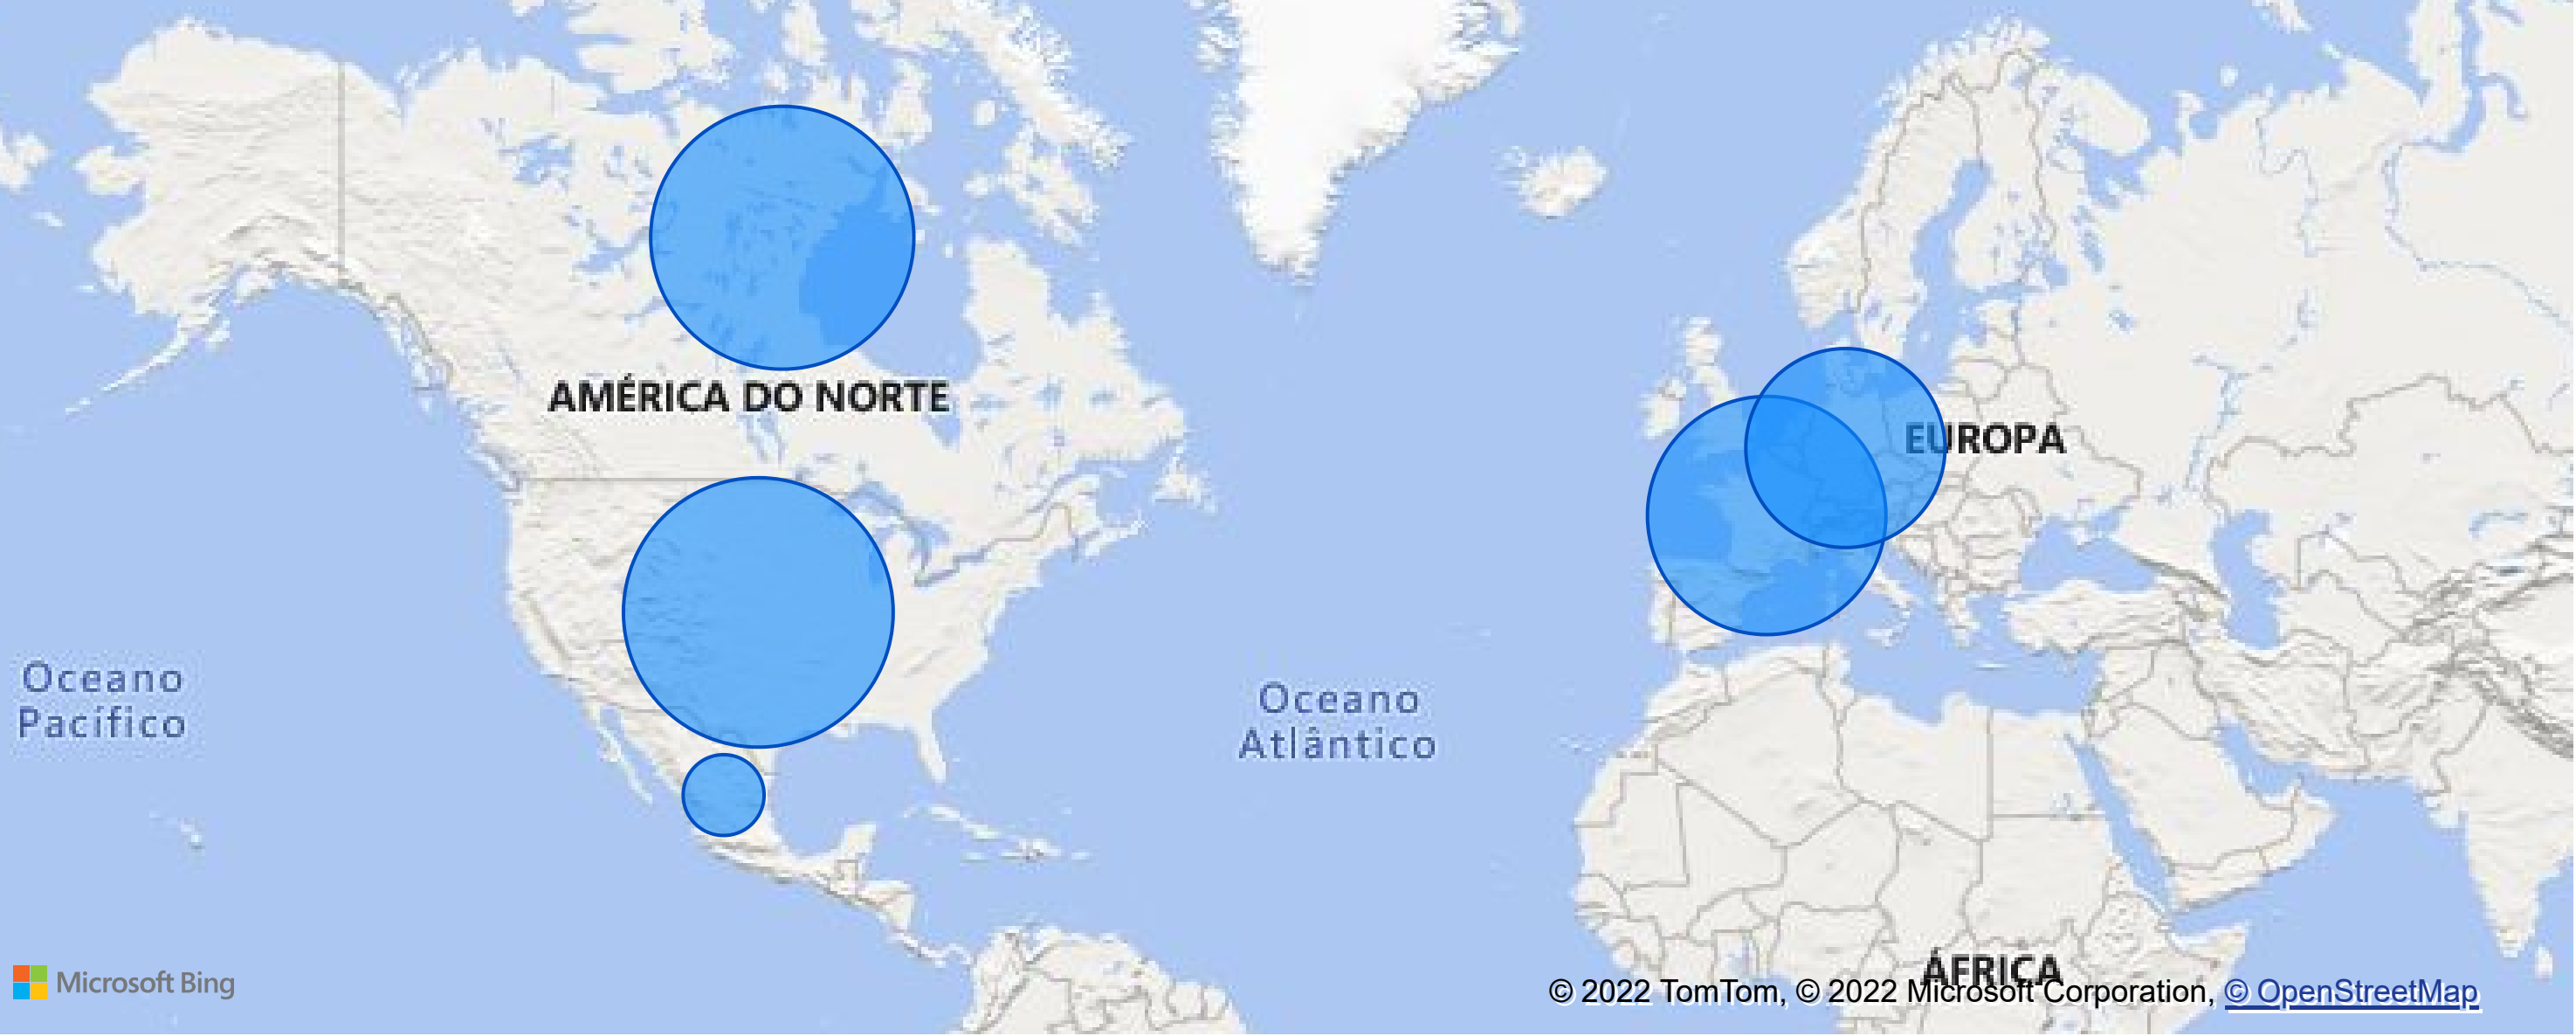 AMÉRICA DO NORTE
EUROPA
Oceano
Pacífico
Oceano
Atlântico
ÁFRICA
Microsoft Bing
© 2022 TomTom, © 2022 Microsoft Corporation, © OpenStreetMap